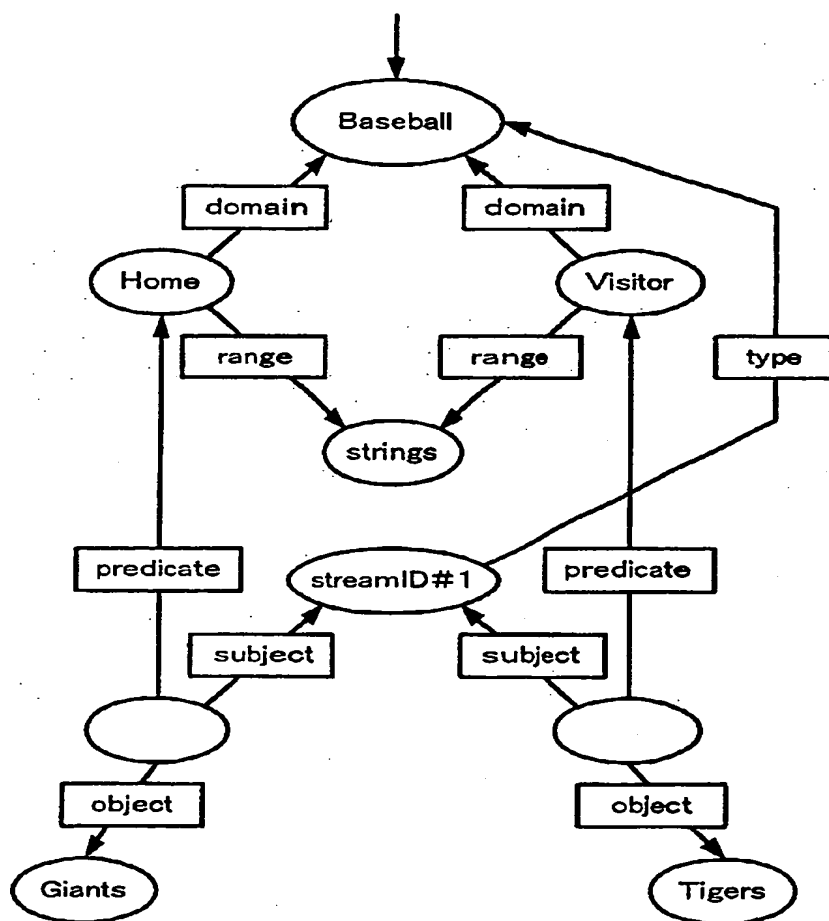 Baseball
domain domain
Home Visitor
range range type
strings
predicate streamID#1 predicate
subject subject
object object
Giants Tigers